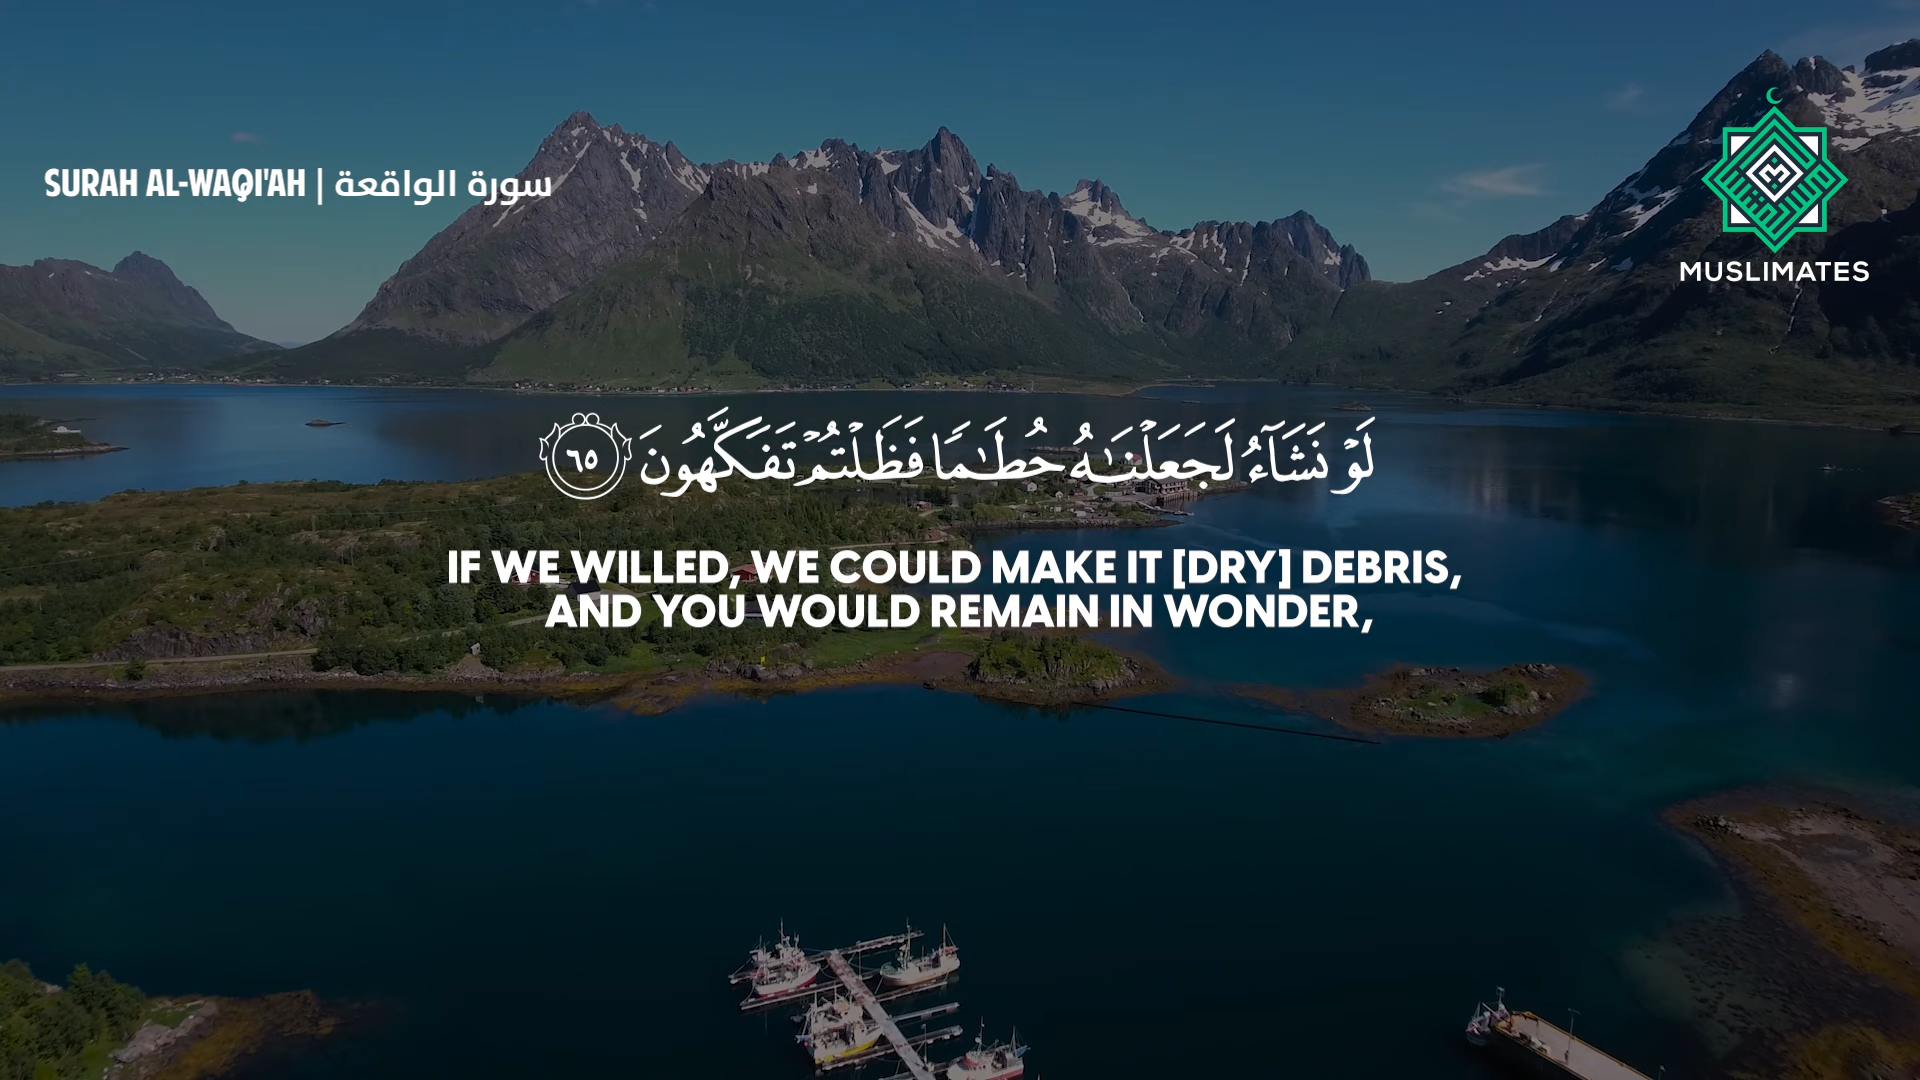 SURAH AL-WAQI'AH | سورة الواقعة
MUSLIMATES
لَوْ نَشَآءُ لَجَعَلْنَـٰهُ حُطَـٰمًا فَظَلْتُمْ تَفَكَّهُونَ ٦٥
IF WE WILLED, WE COULD MAKE IT [DRY] DEBRIS,
AND YOU WOULD REMAIN IN WONDER,